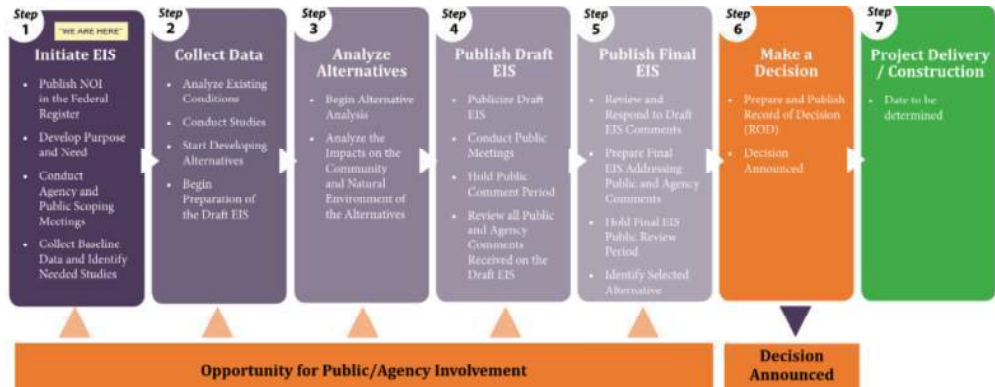 Step
1
"WE ARE HERE"
Initiate EIS
• Publish NOI
in the Federal
Register
• Develop Purpose
and Need
• Conduct
Agency and
Public Scoping
Meetings
• Collect Baseline
Data and Identify
Needed Studies
Step
2
Collect Data
• Analyze Existing
Conditions
• Conduct Studies
• Start Developing
Alternatives
• Begin
Preparation of
the Draft EIS
Step
3
Analyze
Alternatives
• Begin Alternative
Analysis
• Analyze the
Impacts on the
Community
and Natural
Environment of
the Alternatives
Step
4
Publish Draft
EIS
• Publicize Draft
EIS
• Conduct Public
Meetings
• Hold Public
Comment Period
• Review all Public
and Agency
Comments
Received on the
Draft EIS
Step
5
Publish Final
EIS
• Review and
Respond to Draft
EIS Comments
• Prepare Final
EIS Addressing
Public and Agency
Comments
• Hold Final EIS
Public Review
Period
• Identify Selected
Alternative
Step
6
Make a
Decision
• Prepare and Publish
Record of Decision
(ROD)
• Decision
Announced
Step
7
Project Delivery
/ Construction
• Date to be
determined
Opportunity for Public/Agency Involvement
Decision
Announced